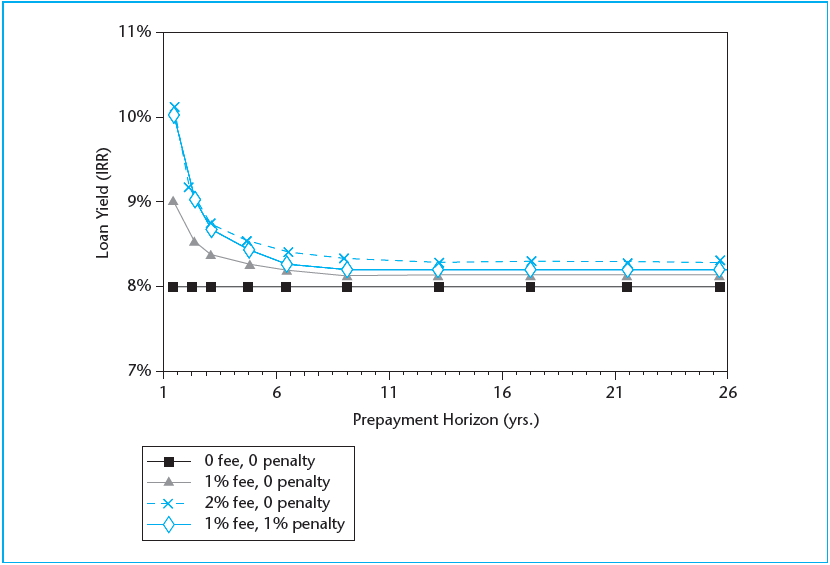 11%
10%
9%
8%
7%
Loan Yield (IRR)
1 6 11 16 21 26
Prepayment Horizon (yrs.)
0 fee, 0 penalty
1% fee, 0 penalty
2% fee, 0 penalty
1% fee, 1% penalty